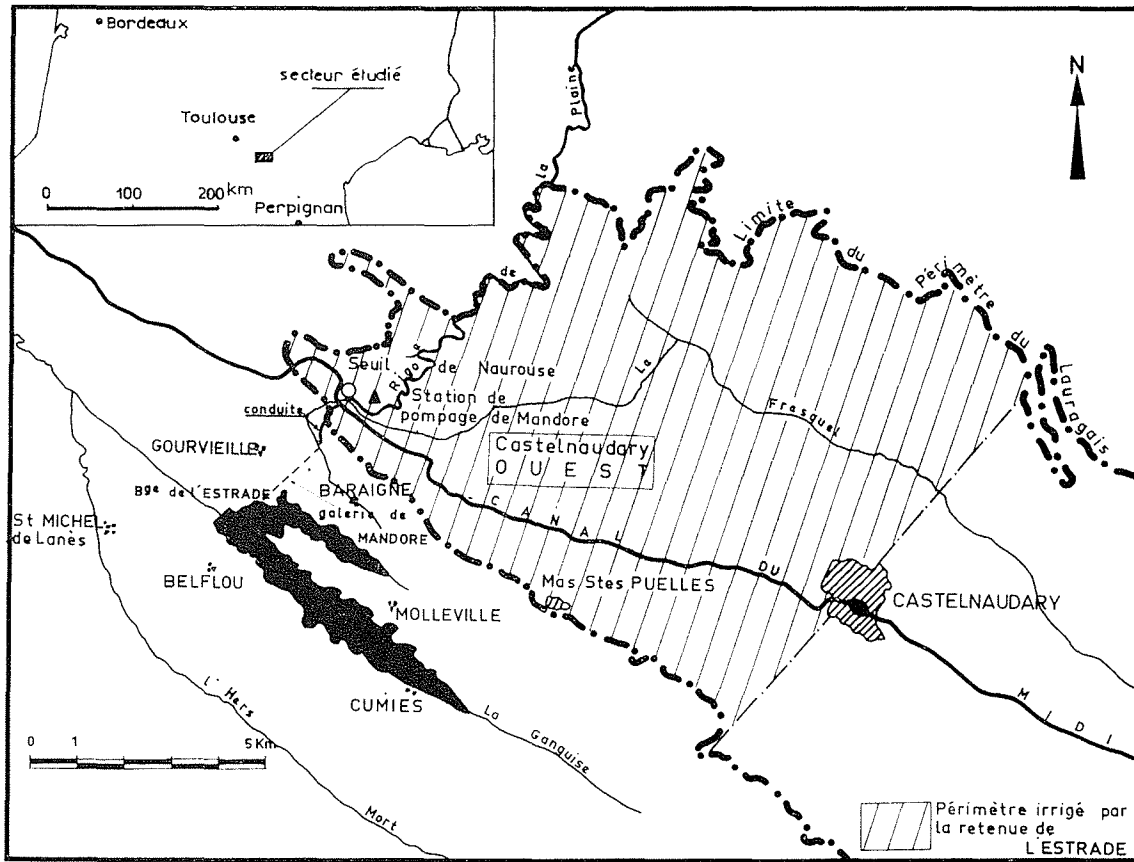 Bordeaux
secteur étudié
Toulouse
0 100 200 km
Perpignan
N
Rigole de la Plaine
Limite du Périmètre du Lauragais
Seuil de Naurouse
Station de
pompage de Mandore
La
Fresquel
conduite
Castelnaudary
OUEST
GOURVIEILLE
Bge de l'ESTRADE
BARAIGNE
galerie de
MANDORE
CANAL DU MIDI
St MICHEL
de Lanès
BELFLOU
Mas Stes PUELLES
CASTELNAUDARY
MOLLEVILLE
CUMIES
La Ganguise
l'Hers Mort
0 1 5 Km
Périmètre irrigé par
la retenue de
L'ESTRADE